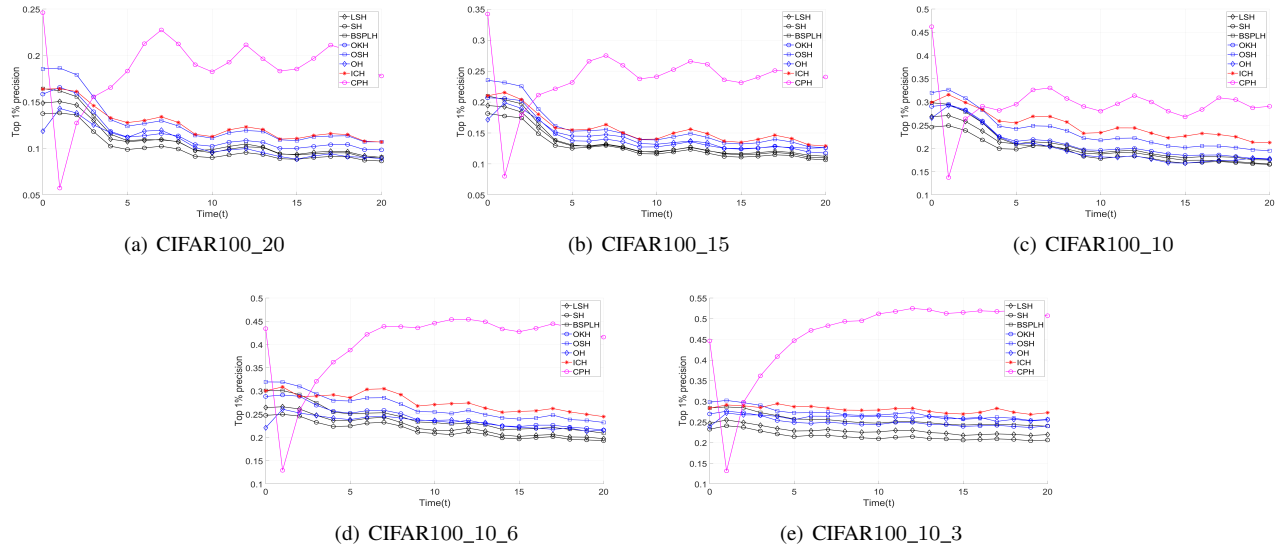 0.25
0.2
0.15
0.1
0.05
Top 1% precision
0 5 10 15 20
Time(t)
LSH
SH
BSPLH
OKH
OSH
OH
ICH
CPH
(a) CIFAR100_20
0.35
0.3
0.25
0.2
0.15
0.1
0.05
Top 1% precision
0 5 10 15 20
Time(t)
LSH
SH
BSPLH
OKH
OSH
OH
ICH
CPH
(b) CIFAR100_15
0.5
0.45
0.4
0.35
0.3
0.25
0.2
0.15
0.1
Top 1% precision
0 5 10 15 20
Time(t)
LSH
SH
BSPLH
OKH
OSH
OH
ICH
CPH
(c) CIFAR100_10
0.5
0.45
0.4
0.35
0.3
0.25
0.2
0.15
0.1
Top 1% precision
0 5 10 15 20
Time(t)
LSH
SH
BSPLH
OKH
OSH
OH
ICH
CPH
(d) CIFAR100_10_6
0.55
0.5
0.45
0.4
0.35
0.3
0.25
0.2
0.15
0.1
Top 1% precision
0 5 10 15 20
Time(t)
LSH
SH
BSPLH
OKH
OSH
OH
ICH
CPH
(e) CIFAR100_10_3